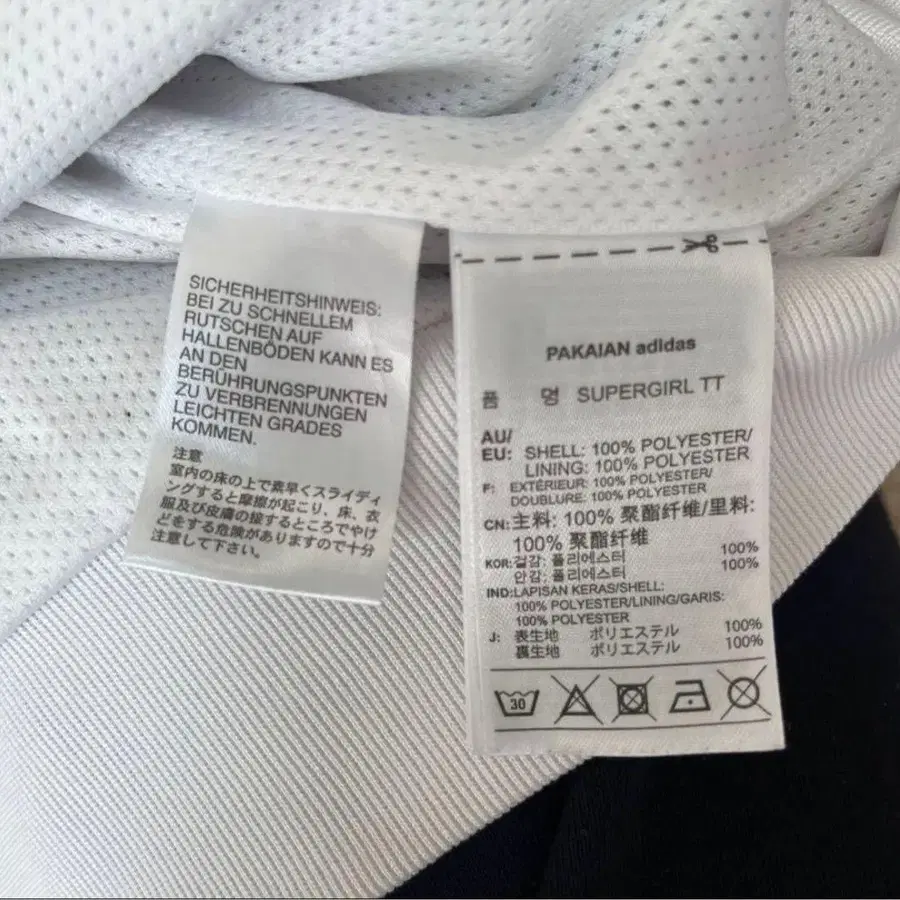 SICHERHEITSHINWEIS:
BEI ZU SCHNELLEM
RUTSCHEN AUF
HALLENBÖDEN KANN ES
AN DEN
BERÜHRUNGSPUNKTEN
ZU VERBRENNUNGEN
LEICHTEN GRADES
KOMMEN.
注意
室内の床の上で素早くスライディ
ングすると摩擦が起こり、床、衣
服及び皮膚の接するところでやけ
どをする危険がありますので十分
注意して下さい。
PAKAIAN adidas
품 명 SUPERGIRL TT
AU/
EU: SHELL: 100% POLYESTER/
LINING: 100% POLYESTER
F: EXTÉRIEUR: 100% POLYESTER/
DOUBLURE: 100% POLYESTER
CN: 主料: 100% 聚酯纤维/里料:
100% 聚酯纤维
KOR: 겉감: 폴리에스터 100%
안감: 폴리에스터 100%
IND: LAPISAN KERAS/SHELL:
100% POLYESTER/LINING/GARIS:
100% POLYESTER
J: 表生地 ポリエステル 100%
裏生地 ポリエステル 100%
30